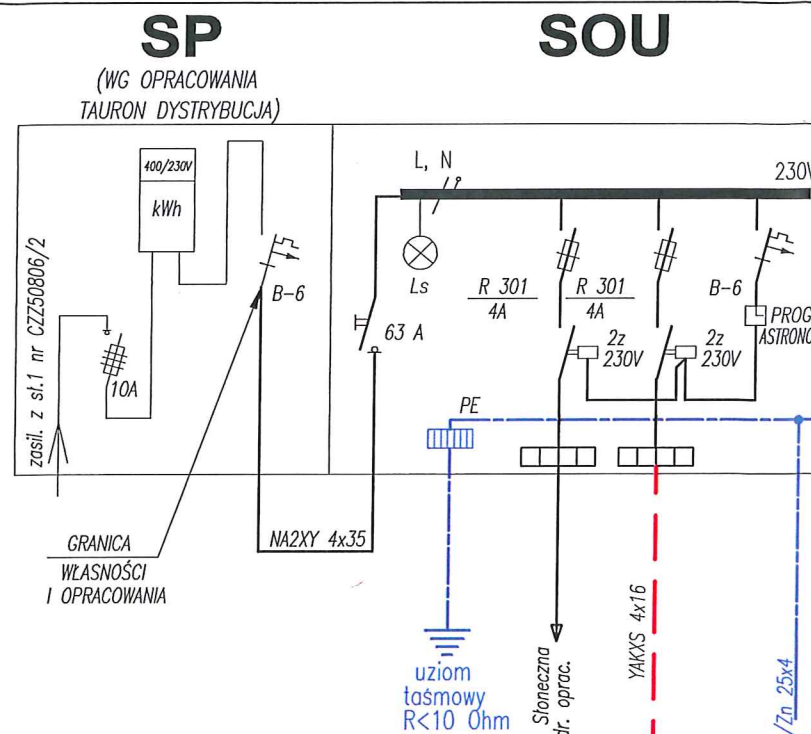 SP
(WG OPRACOWANIA
TAURON DYSTRYBUCJA)
400/230V
kWh
B-6
10A
zasil. z sł.1 nr CZZ50806/2
GRANICA
WŁASNOŚCI
I OPRACOWANIA
NA2XY 4x35
SOU
L, N
230V
Ls
63 A
R 301
4A
R 301
4A
B-6
2z
230V
2z
230V
PROG
ASTRONO
PE
uziom
taśmowy
R<10 Ohm
Słoneczna
dr. oprac.
YAKXS 4x16
/Zn 25x4